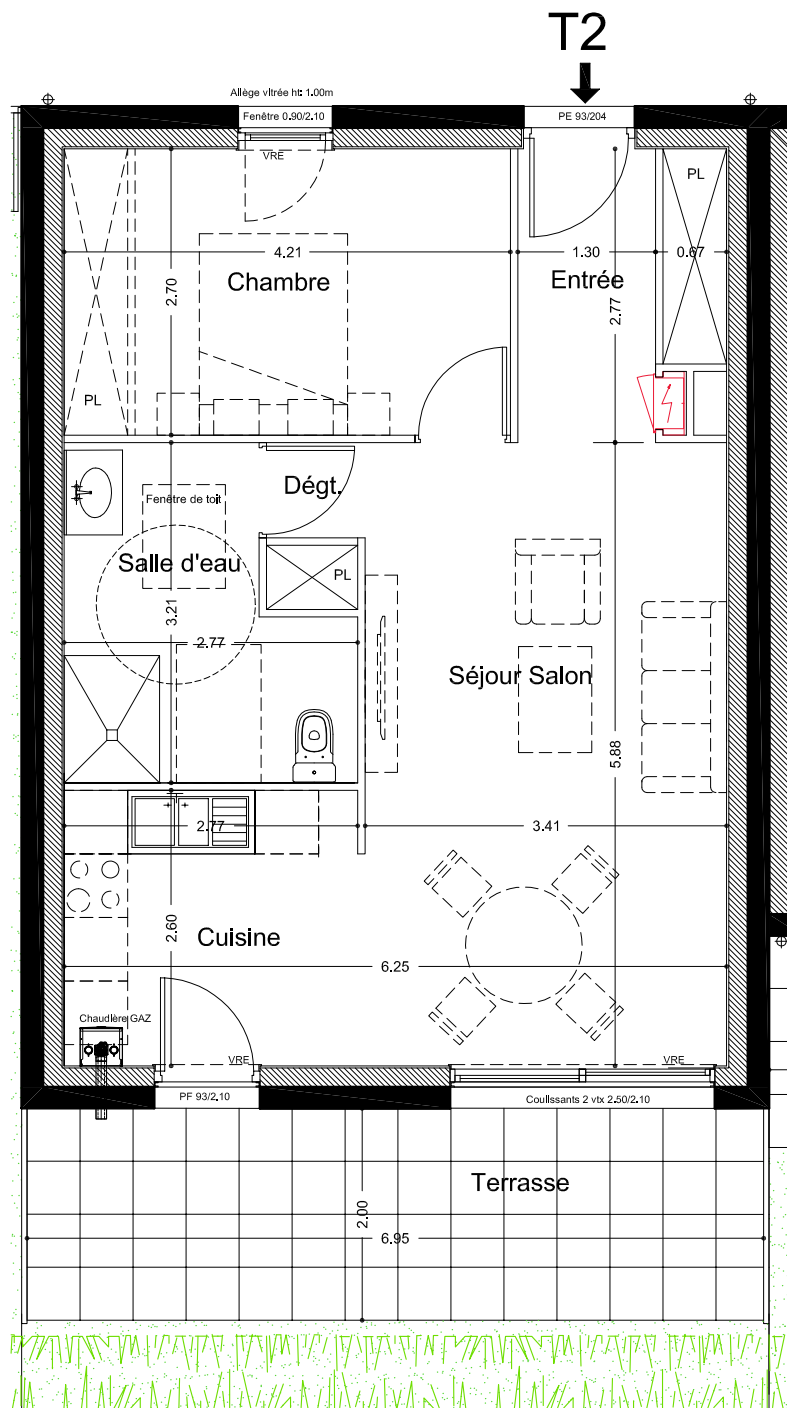 T2
Allège vitrée ht: 1.00m
Fenêtre 0.90/2.10
PE 93/204
VRE
PL
4.21
1.30
0.67
Chambre
Entrée
2.70
2.77
PL
Dégt.
Fenêtre de toit
Salle d'eau
PL
3.21
2.77
Séjour Salon
5.88
2.77
3.41
2.60
Cuisine
6.25
Chaudière GAZ
VRE
VRE
PF 93/2.10
Coulissants 2 vtx 2.50/2.10
Terrasse
2.00
6.95